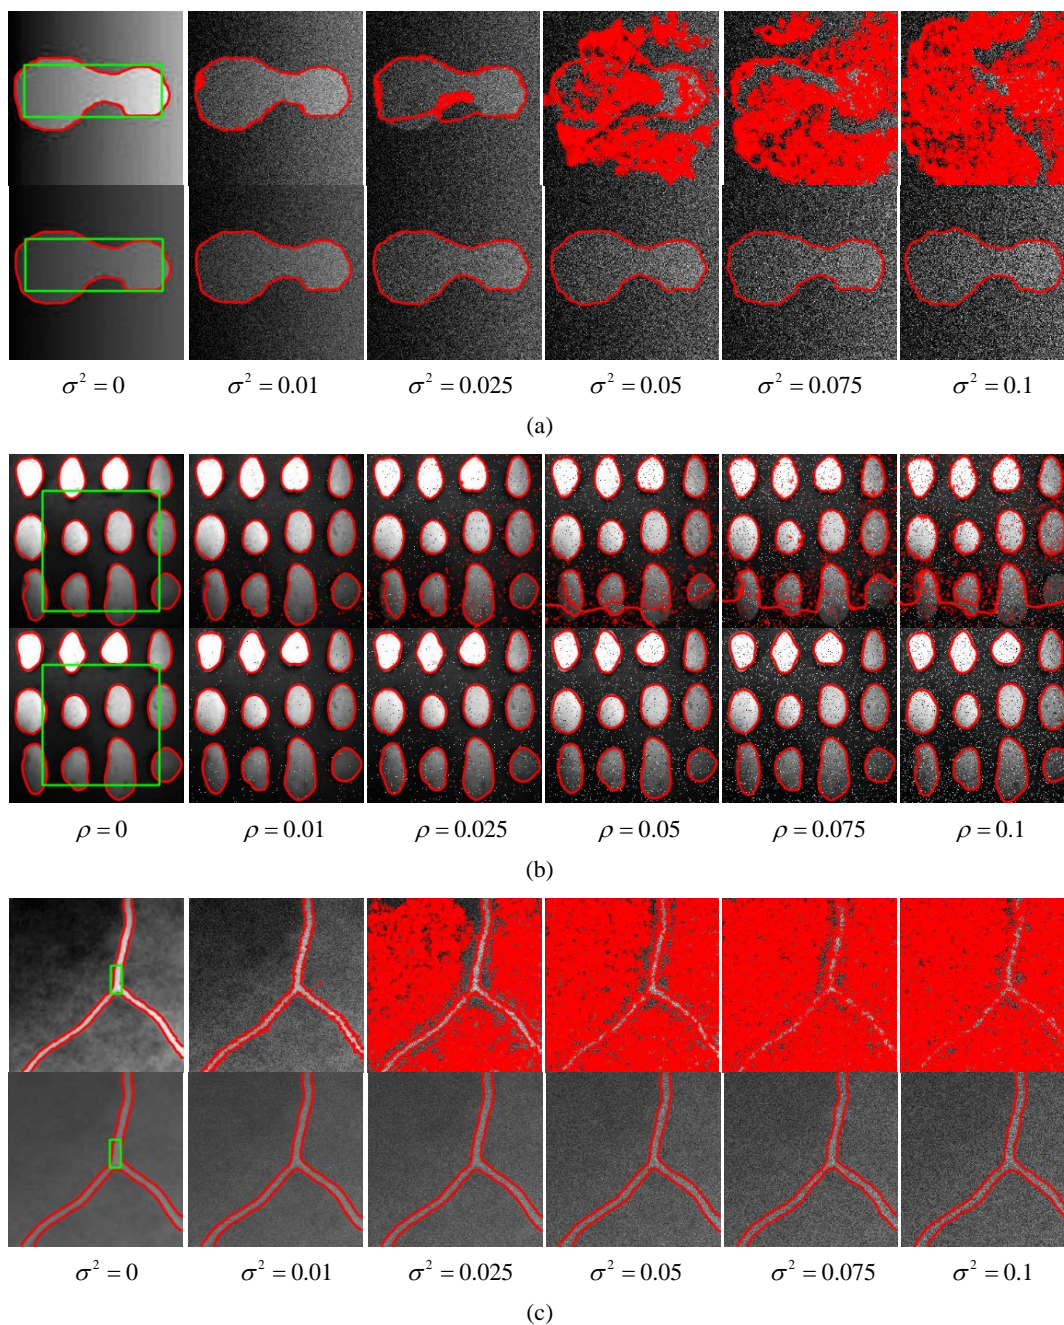 σ² = 0 σ² = 0.01 σ² = 0.025 σ² = 0.05 σ² = 0.075 σ² = 0.1
(a)
ρ = 0 ρ = 0.01 ρ = 0.025 ρ = 0.05 ρ = 0.075 ρ = 0.1
(b)
σ² = 0 σ² = 0.01 σ² = 0.025 σ² = 0.05 σ² = 0.075 σ² = 0.1
(c)